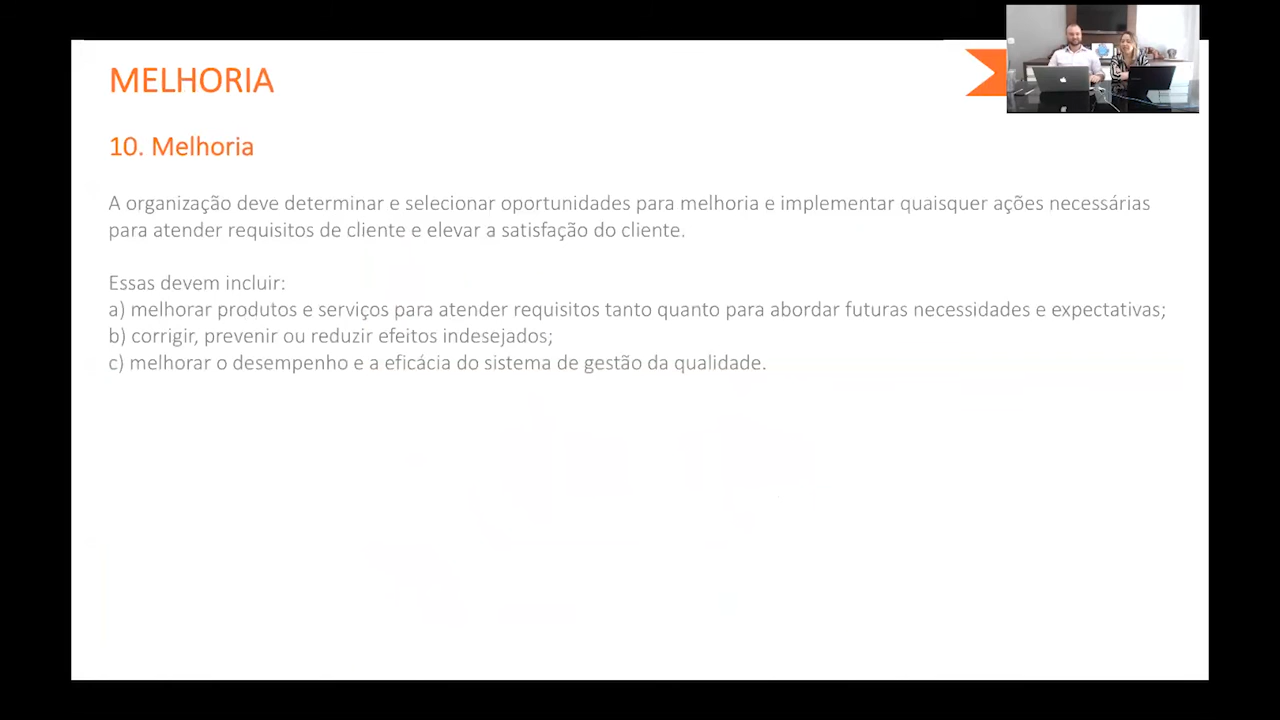 MELHORIA
10. Melhoria
A organização deve determinar e selecionar oportunidades para melhoria e implementar quaisquer ações necessárias
para atender requisitos de cliente e elevar a satisfação do cliente.
Essas devem incluir:
a) melhorar produtos e serviços para atender requisitos tanto quanto para abordar futuras necessidades e expectativas;
b) corrigir, prevenir ou reduzir efeitos indesejados;
c) melhorar o desempenho e a eficácia do sistema de gestão da qualidade.